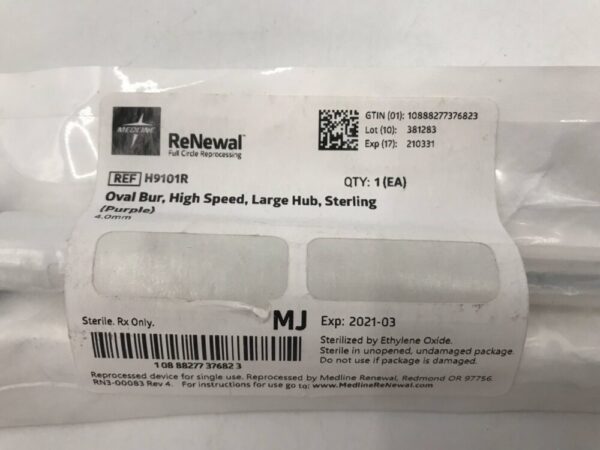 MEDLINE
ReNewal
Full Circle Reprocessing
GTIN (01): 10888277376823
Lot (10): 381283
Exp (17): 210331
REF H9101R
QTY: 1 (EA)
Oval Bur, High Speed, Large Hub, Sterling
(Purple)
4.0mm
Sterile. Rx Only.
MJ Exp: 2021-03
Sterilized by Ethylene Oxide.
Sterile in unopened, undamaged package.
Do not use if package is damaged.
1 08 88277 37682 3
Reprocessed device for single use. Reprocessed by Medline Renewal, Redmond OR 97756.
RN3-00083 Rev 4. For instructions for use go to: www.MedlineReNewal.com